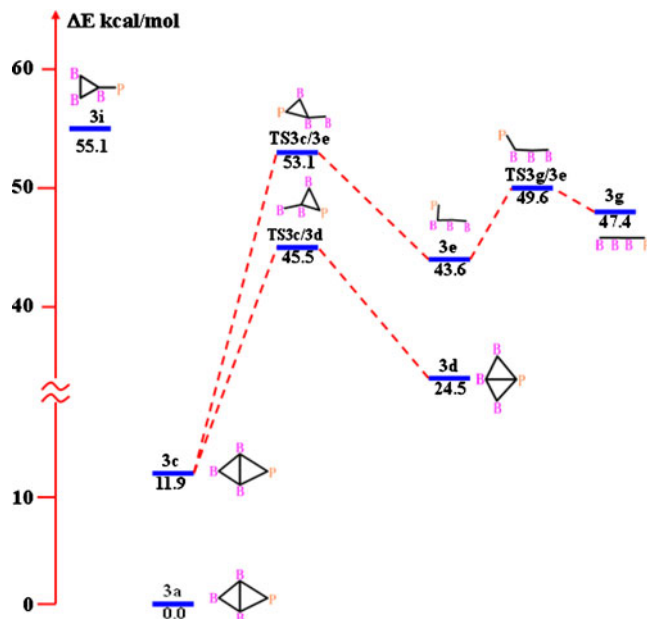 ΔE kcal/mol
60
50
40
10
0
B
B
B
P
3i
55.1
B
P
B
B
TS3c/3e
53.1
B
B
B
P
TS3c/3d
45.5
P
B
B
B
3e
43.6
P
B
B
B
TS3g/3e
49.6
3g
47.4
B
B
B
3d
24.5
B
B
P
B
3c
11.9
B
B
P
B
3a
0.0
B
B
P
B